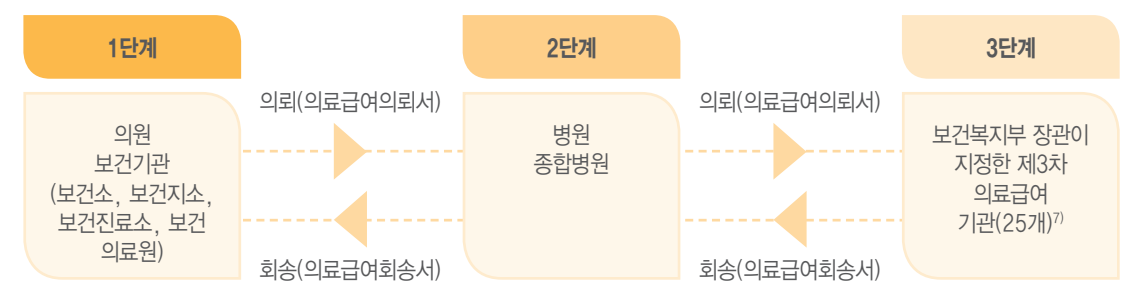 1단계
의원
보건기관
(보건소, 보건지소,
보건진료소, 보건
의료원)
의뢰(의료급여의뢰서)
회송(의료급여회송서)
2단계
병원
종합병원
의뢰(의료급여의뢰서)
회송(의료급여회송서)
3단계
보건복지부 장관이
지정한 제3차
의료급여
기관(25개)7)